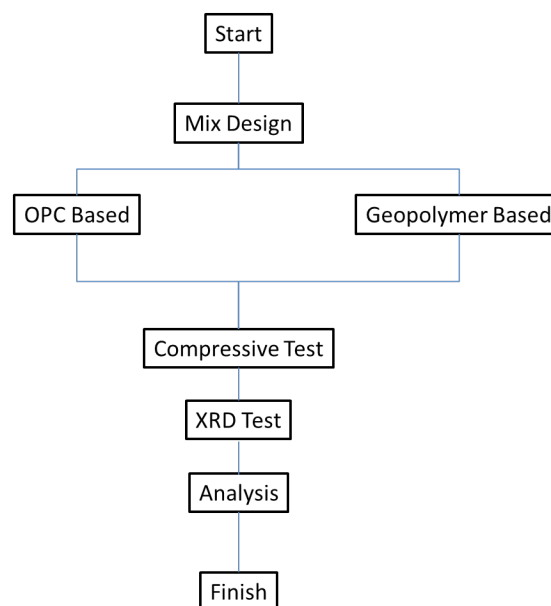 Start
Mix Design
OPC Based
Geopolymer Based
Compressive Test
XRD Test
Analysis
Finish